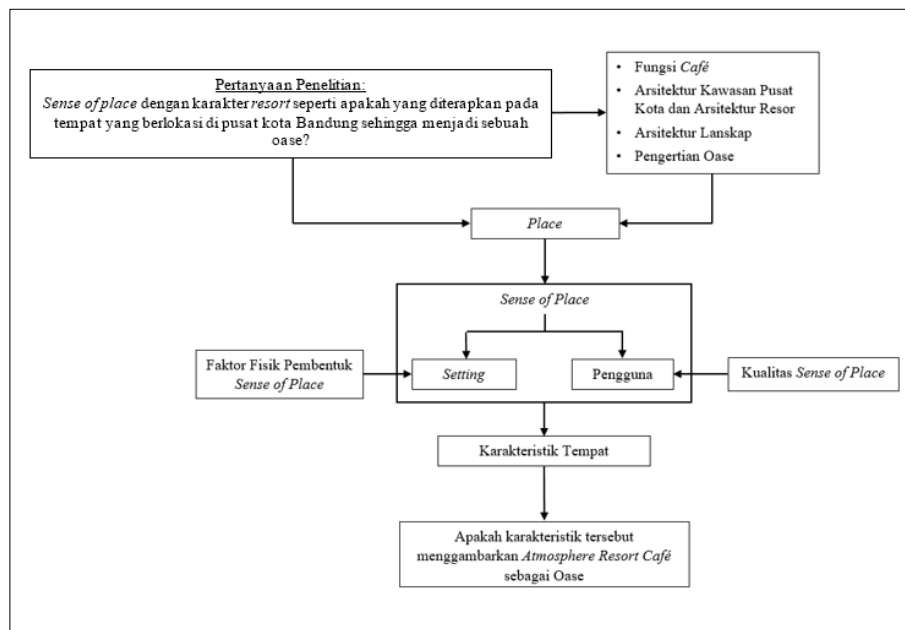 Pertanyaan Penelitian:
Sense of place dengan karakter resort seperti apakah yang diterapkan pada
tempat yang berlokasi di pusat kota Bandung sehingga menjadi sebuah
oase?
• Fungsi Café
• Arsitektur Kawasan Pusat
Kota dan Arsitektur Resor
• Arsitektur Lanskap
• Pengertian Oase
Place
Sense of Place
Faktor Fisik Pembentuk
Sense of Place
Setting
Pengguna
Kualitas Sense of Place
Karakteristik Tempat
Apakah karakteristik tersebut
menggambarkan Atmosphere Resort Café
sebagai Oase